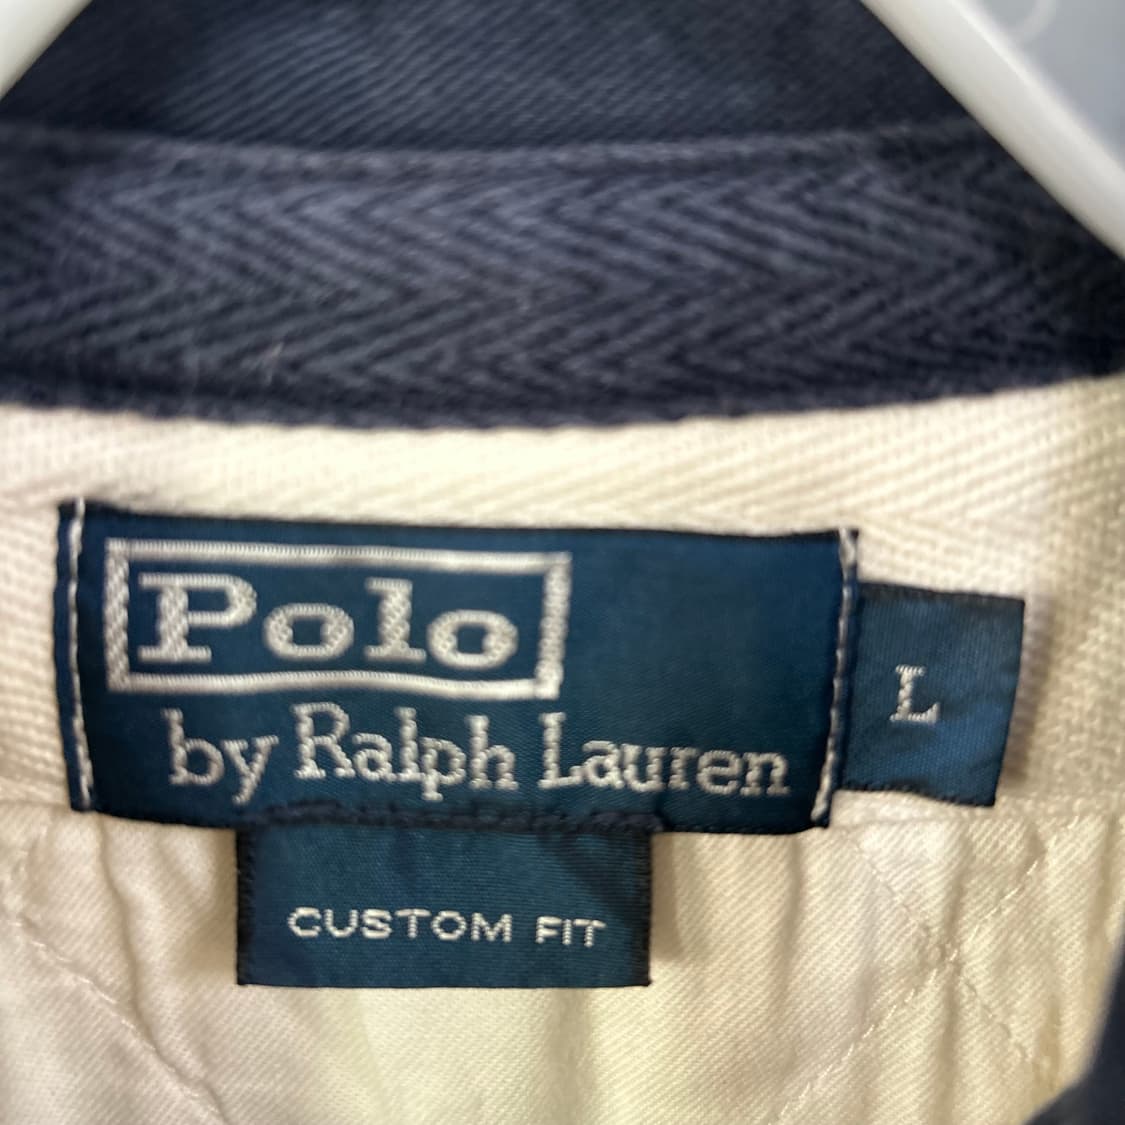 Polo
by Ralph Lauren
L
CUSTOM FIT